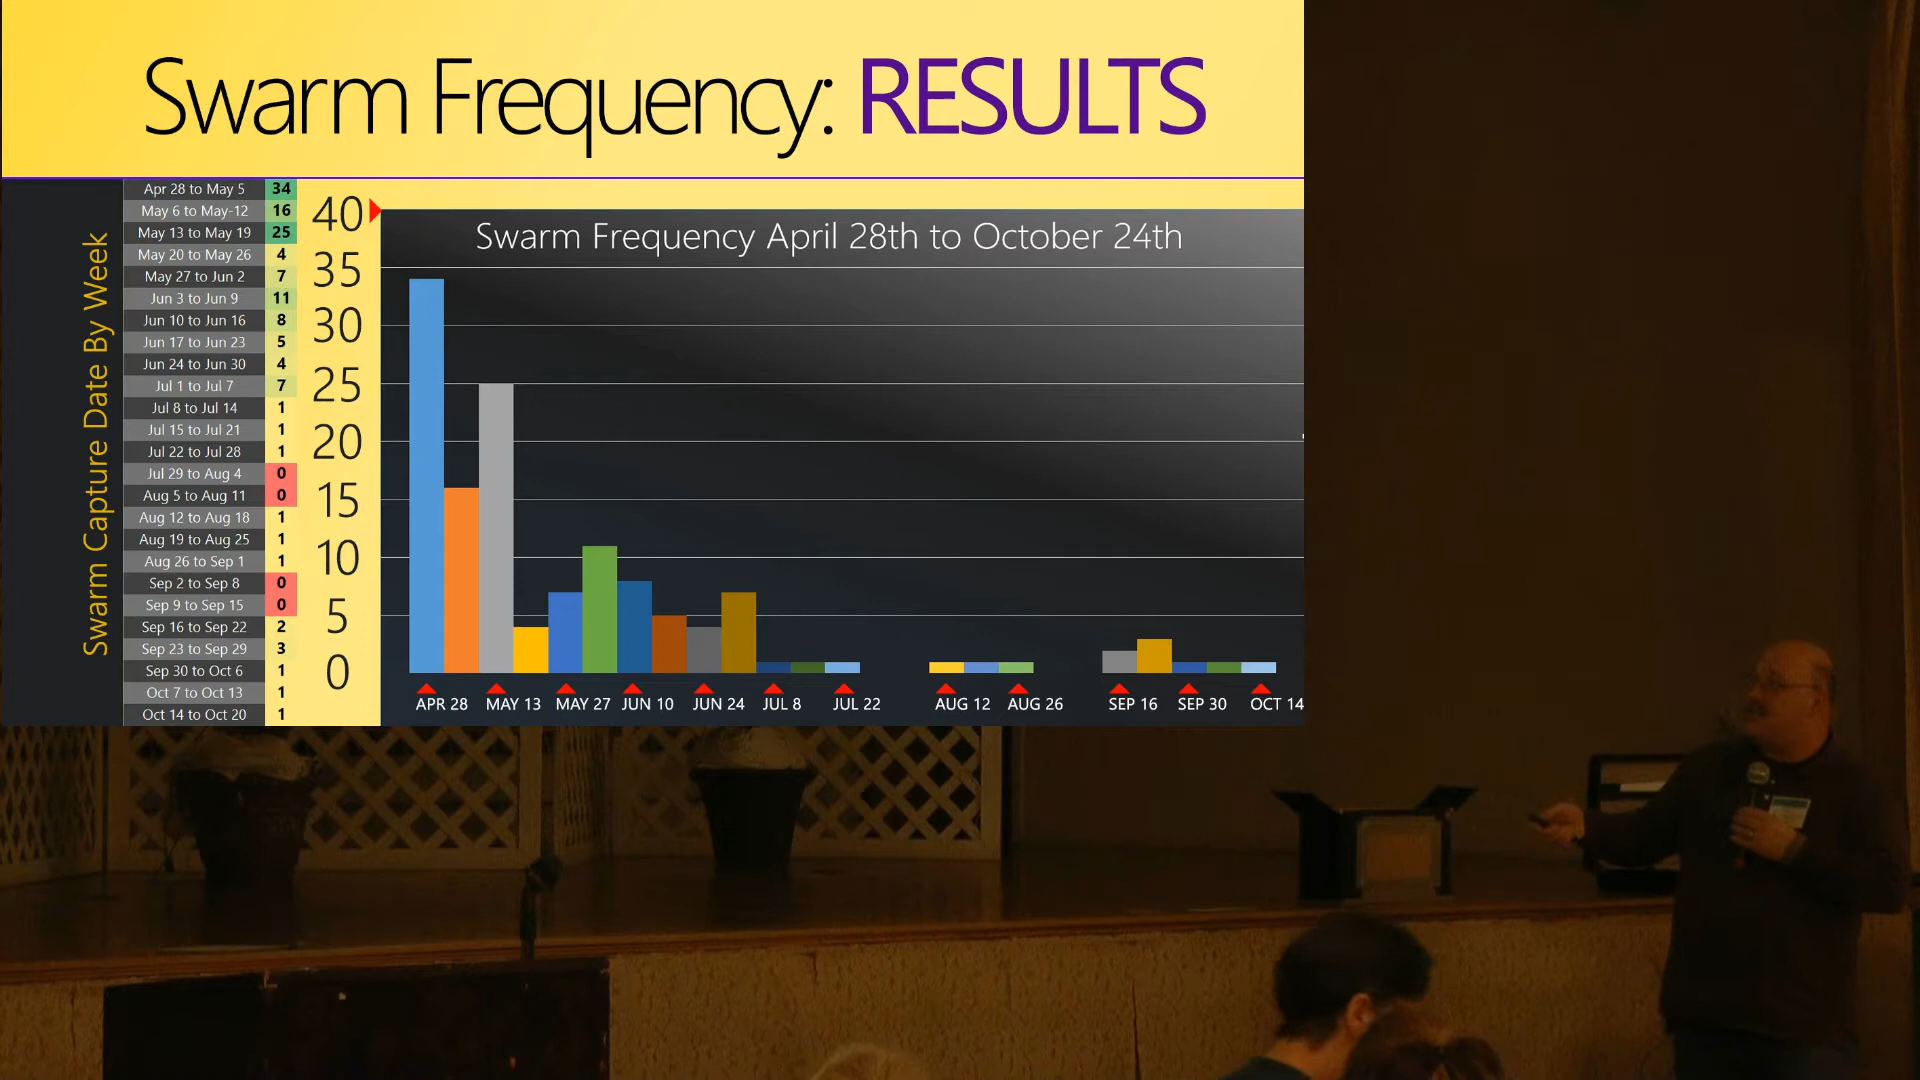 Swarm Frequency: RESULTS
Swarm Capture Date By Week
Apr 28 to May 5 34
May 6 to May-12 16
May 13 to May 19 25
May 20 to May 26 4
May 27 to Jun 2 7
Jun 3 to Jun 9 11
Jun 10 to Jun 16 8
Jun 17 to Jun 23 5
Jun 24 to Jun 30 4
Jul 1 to Jul 7 7
Jul 8 to Jul 14 1
Jul 15 to Jul 21 1
Jul 22 to Jul 28 1
Jul 29 to Aug 4 0
Aug 5 to Aug 11 0
Aug 12 to Aug 18 1
Aug 19 to Aug 25 1
Aug 26 to Sep 1 1
Sep 2 to Sep 8 0
Sep 9 to Sep 15 0
Sep 16 to Sep 22 2
Sep 23 to Sep 29 3
Sep 30 to Oct 6 1
Oct 7 to Oct 13 1
Oct 14 to Oct 20 1
Swarm Frequency April 28th to October 24th
40
35
30
25
20
15
10
5
0
APR 28 MAY 13 MAY 27 JUN 10 JUN 24 JUL 8 JUL 22 AUG 12 AUG 26 SEP 16 SEP 30 OCT 14